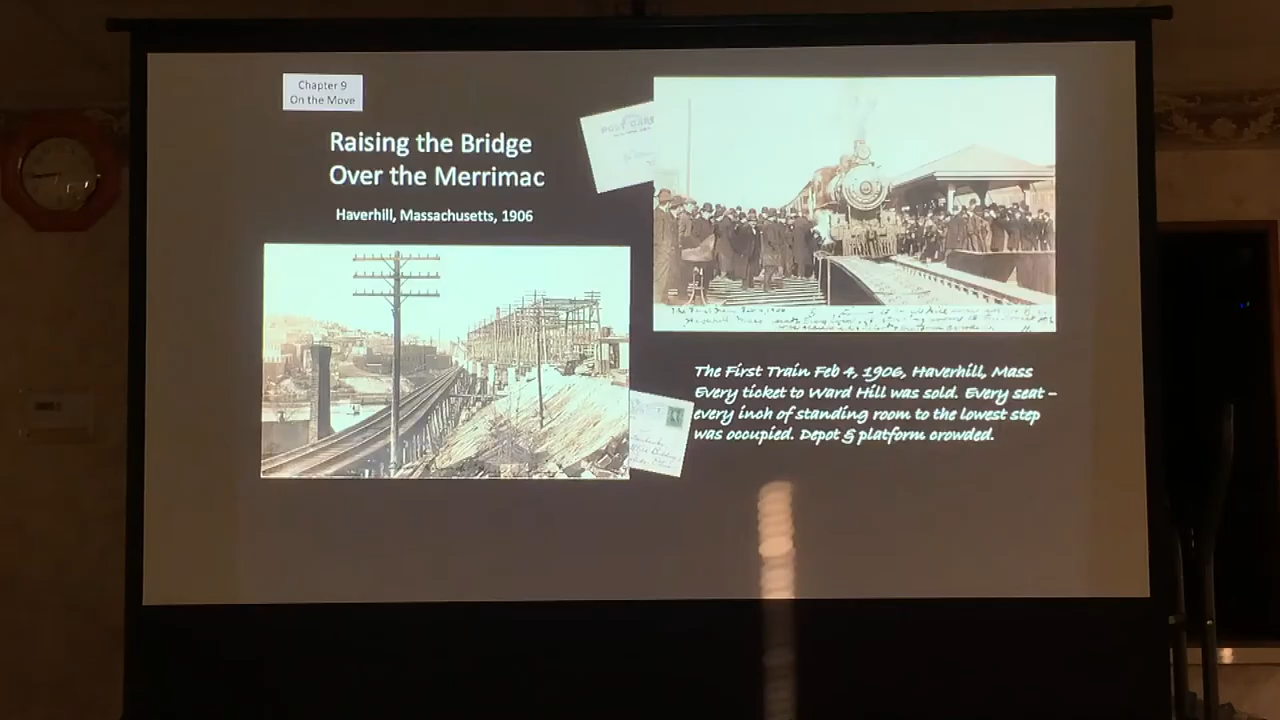 Chapter 9
On the Move
Raising the Bridge
Over the Merrimac
Haverhill, Massachusetts, 1906
POST CARD
The First Train Feb 4, 1906, Haverhill, Mass
Every ticket to Ward Hill was sold. Every seat –
every inch of standing room to the lowest step
was occupied. Depot & platform crowded.